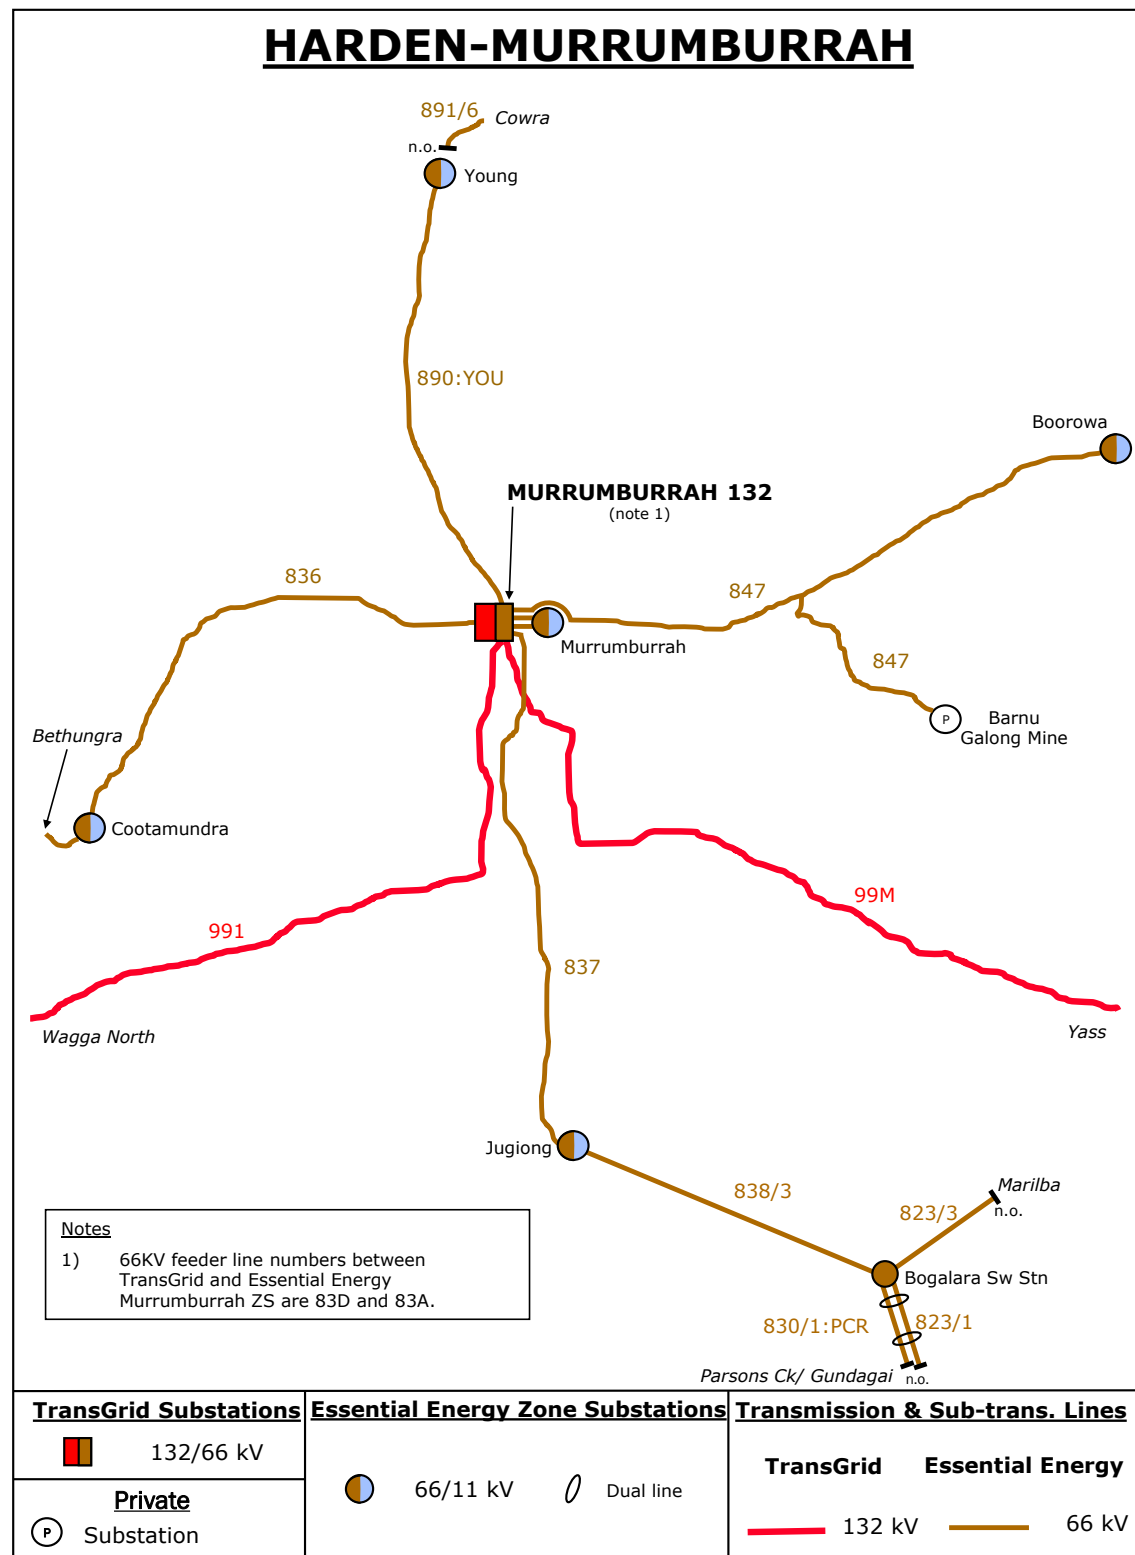 HARDEN-MURRUMBURRAH
891/6
Cowra
n.o.
Young
890:YOU
Boorowa
MURRUMBURRAH 132
(note 1)
836
847
Murrumburrah
847
Barnu
Galong Mine
P
Bethungra
Cootamundra
99M
991
837
Wagga North
Yass
Jugiong
838/3
Marilba
823/3
n.o.
Notes
1) 66KV feeder line numbers between
TransGrid and Essential Energy
Murrumburrah ZS are 83D and 83A.
Bogalara Sw Stn
830/1:PCR
823/1
Parsons Ck/ Gundagai
n.o.
TransGrid Substations
132/66 kV
Private
P
Substation
Essential Energy Zone Substations
66/11 kV
Dual line
Transmission & Sub-trans. Lines
TransGrid
Essential Energy
132 kV
66 kV